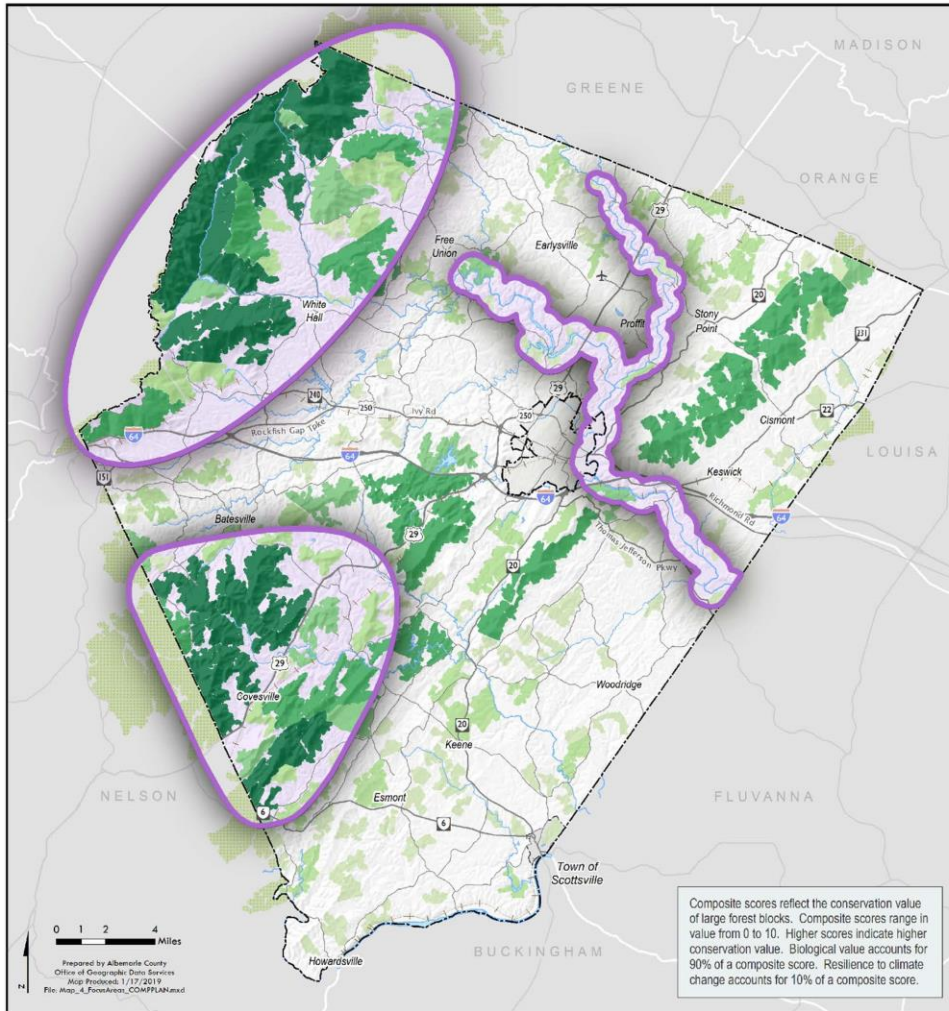 MADISON
GREENE
ORANGE
29
Free
Union
Earlysville
20
Stony
Point
231
White
Hall
Proffit
29
240
250
Ivy Rd
250
Cismont
22
64
Rockfish Gap Tpke
LOUISA
64
Keswick
151
64
Richmond Rd
64
Batesville
29
Thomas Jefferson Pkwy
20
29
Covesville
Woodridge
20
Keene
NELSON
FLUVANNA
6
Esmont
6
Town of
Scottsville
BUCKINGHAM
Howardsville
0 1 2 4
Miles
Prepared by Albemarle County
Office of Geographic Data Services
Map Produced: 1/17/2019
File: Map_4_FocusAreas_COMPPLAN.mxd
N
Composite scores reflect the conservation value
of large forest blocks. Composite scores range in
value from 0 to 10. Higher scores indicate higher
conservation value. Biological value accounts for
90% of a composite score. Resilience to climate
change accounts for 10% of a composite score.